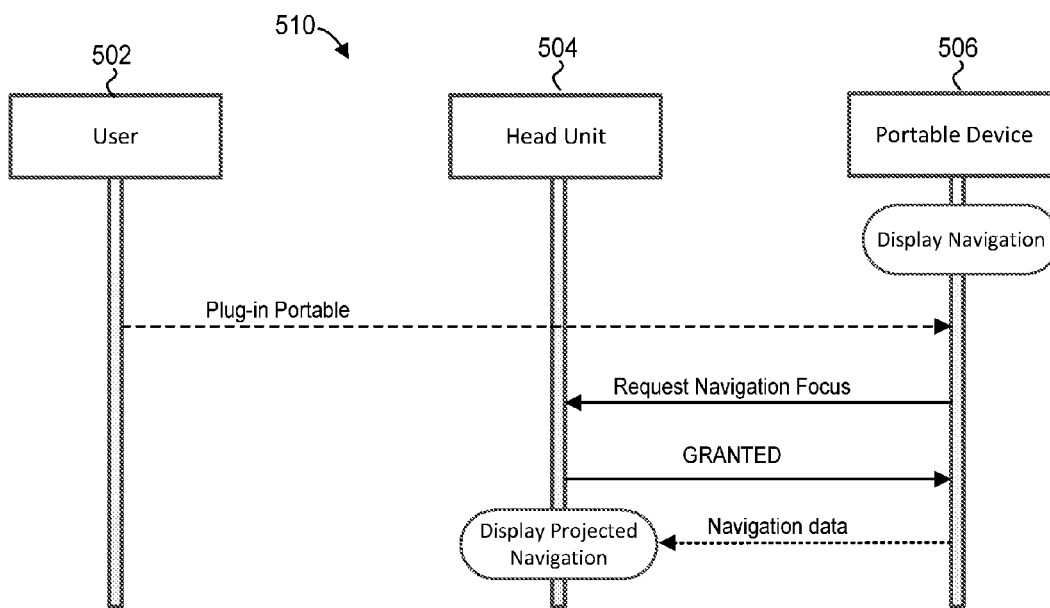 510
502
504
506
User
Head Unit
Portable Device
Display Navigation
Plug-in Portable
Request Navigation Focus
GRANTED
Display Projected
Navigation
Navigation data